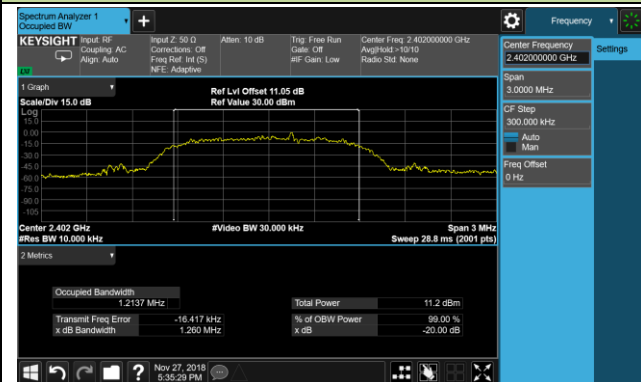 Spectrum Analyzer 1
Occupied BW
Frequency
KEYSIGHT Input: RF
Coupling: AC
Align: Auto
Input Z: 50 Ω
Corrections: Off
Freq Ref: Int (S)
NFE: Adaptive
Atten: 10 dB
Trig: Free Run
Gate: Off
#IF Gain: Low
Center Freq: 2.402000000 GHz
Avg|Hold:>10/10
Radio Std: None
Center Frequency
2.402000000 GHz
Settings
Span
3.0000 MHz
CF Step
300.000 kHz
Auto
Man
Freq Offset
0 Hz
1 Graph
Scale/Div 15.0 dB
Ref Lvl Offset 11.05 dB
Ref Value 30.00 dBm
Log
15.0
0.00
-15.0
-30.0
-45.0
-60.0
-75.0
-90.0
-105
Center 2.402 GHz
#Res BW 10.000 kHz
#Video BW 30.000 kHz
Span 3 MHz
Sweep 28.8 ms (2001 pts)
2 Metrics
Occupied Bandwidth
1.2137 MHz
Total Power 11.2 dBm
Transmit Freq Error -16.417 kHz
% of OBW Power 99.00 %
x dB Bandwidth 1.260 MHz
x dB -20.00 dB
Nov 27, 2018
5:35:29 PM